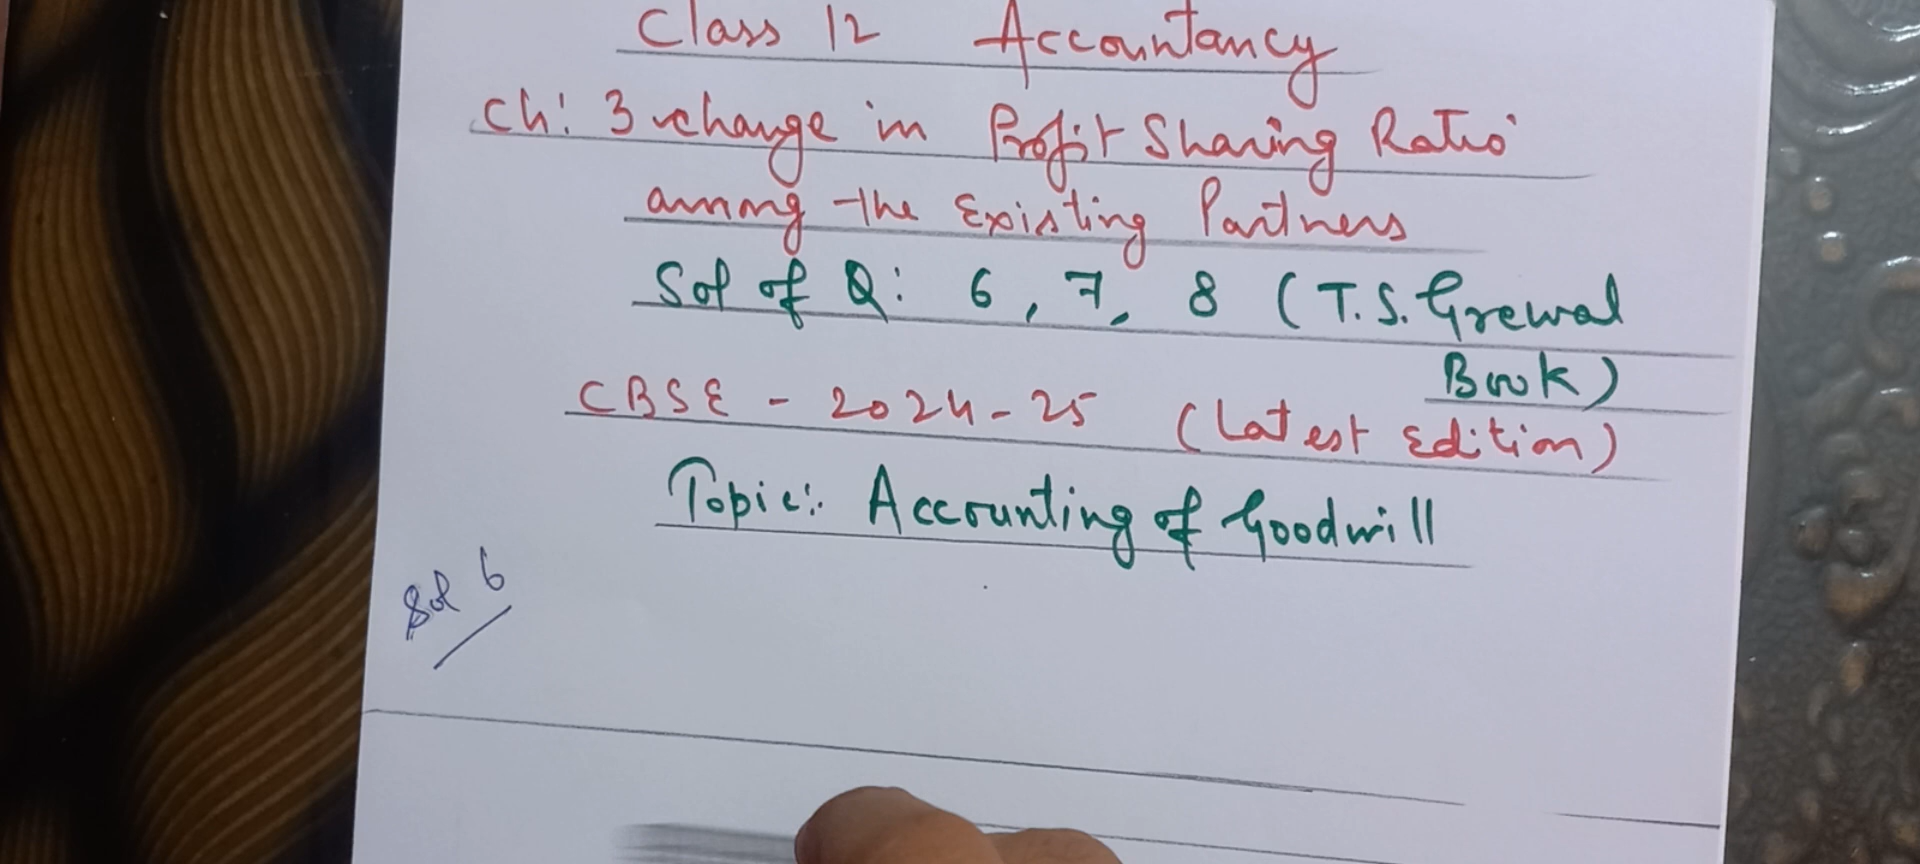 Class 12 Accountancy
Ch: 3 change in Profit Sharing Ratio
among the Existing Partners
Sol of Q: 6, 7, 8 (T.S. Grewal
Book)
CBSE - 2024-25 (Latest Edition)
Topic: Accounting of Goodwill
Sol 6